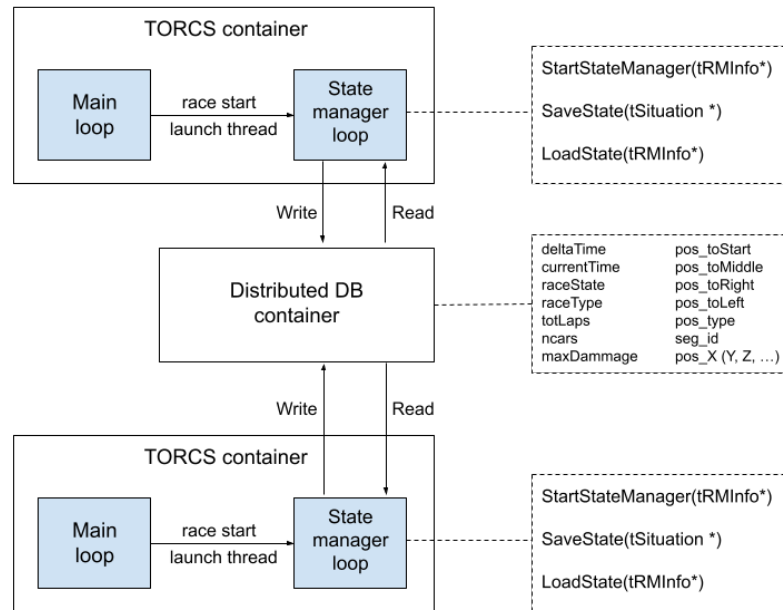 TORCS container
Main
loop
race start
launch thread
State
manager
loop
StartStateManager(tRMInfo*)
SaveState(tSituation *)
LoadState(tRMInfo*)
Write
Read
Distributed DB
container
deltaTime pos_toStart
currentTime pos_toMiddle
raceState pos_toRight
raceType pos_toLeft
totLaps pos_type
ncars seg_id
maxDammage pos_X (Y, Z, ...)
Write
Read
TORCS container
Main
loop
race start
launch thread
State
manager
loop
StartStateManager(tRMInfo*)
SaveState(tSituation *)
LoadState(tRMInfo*)